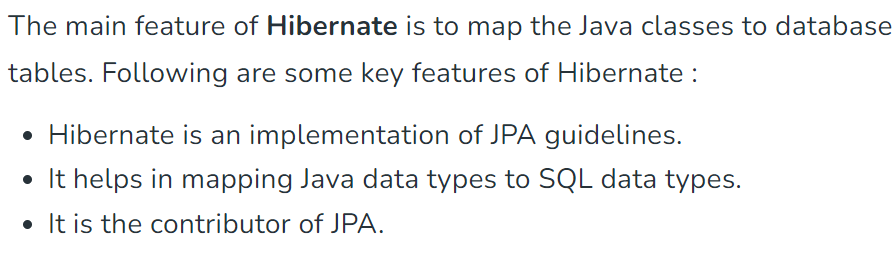 The main feature of Hibernate is to map the Java classes to database
tables. Following are some key features of Hibernate :
• Hibernate is an implementation of JPA guidelines.
• It helps in mapping Java data types to SQL data types.
• It is the contributor of JPA.